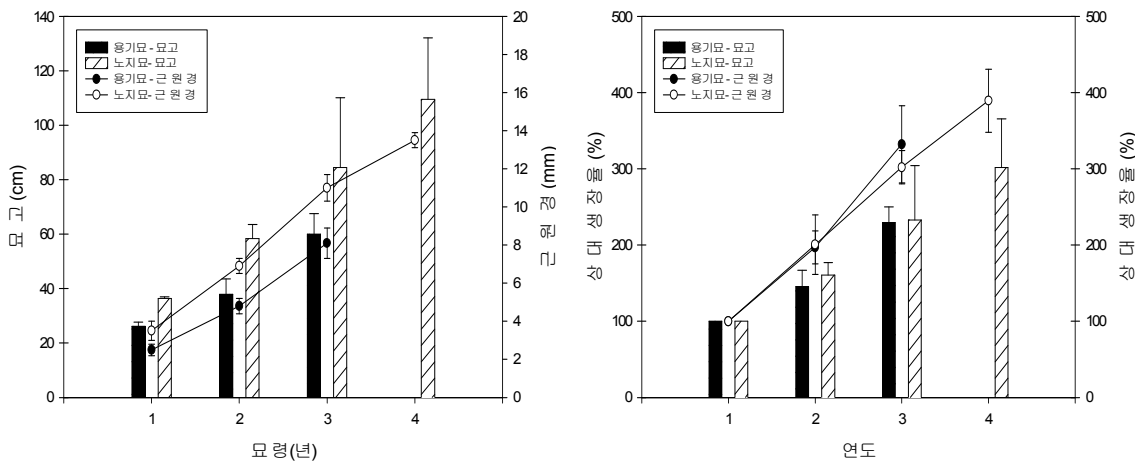 140
120
100
80
60
40
20
0
묘 고 (cm)
용기묘 - 묘고
노지묘 - 묘고
용기묘 - 근 원 경
노지묘 - 근 원 경
20
18
16
14
12
10
8
6
4
2
0
근 원 경 (mm)
1 2 3 4
묘 령(년)
500
400
300
200
100
0
상 대 생 장 율 (%)
용기묘 - 묘고
노지묘 - 묘고
용기묘 - 근 원 경
노지묘 - 근 원 경
500
400
300
200
100
0
상 대 생 장 율 (%)
1 2 3 4
연도